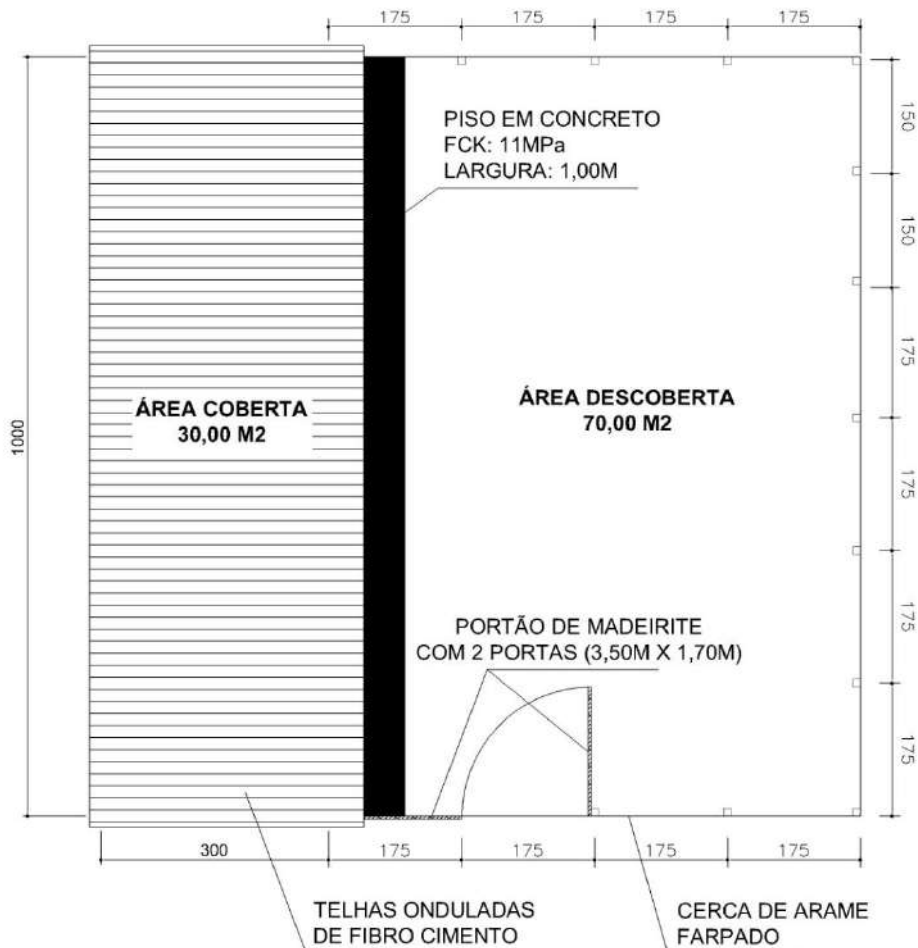 175 175 175 175
PISO EM CONCRETO
FCK: 11MPa
LARGURA: 1,00M
150
150
175
175
175
175
1000
ÁREA COBERTA
30,00 M2
ÁREA DESCOBERTA
70,00 M2
PORTÃO DE MADEIRITE
COM 2 PORTAS (3,50M X 1,70M)
300 175 175 175 175
TELHAS ONDULADAS
DE FIBRO CIMENTO
CERCA DE ARAME
FARPADO